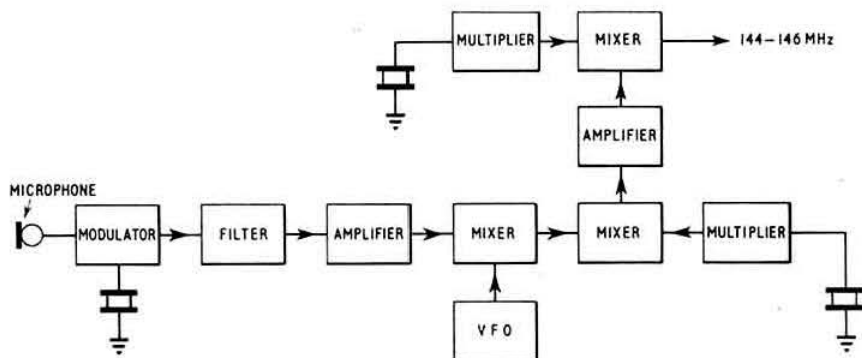 MULTIPLIER
MIXER
144-146 MHz
AMPLIFIER
MICROPHONE
MODULATOR
FILTER
AMPLIFIER
MIXER
MIXER
MULTIPLIER
VFO